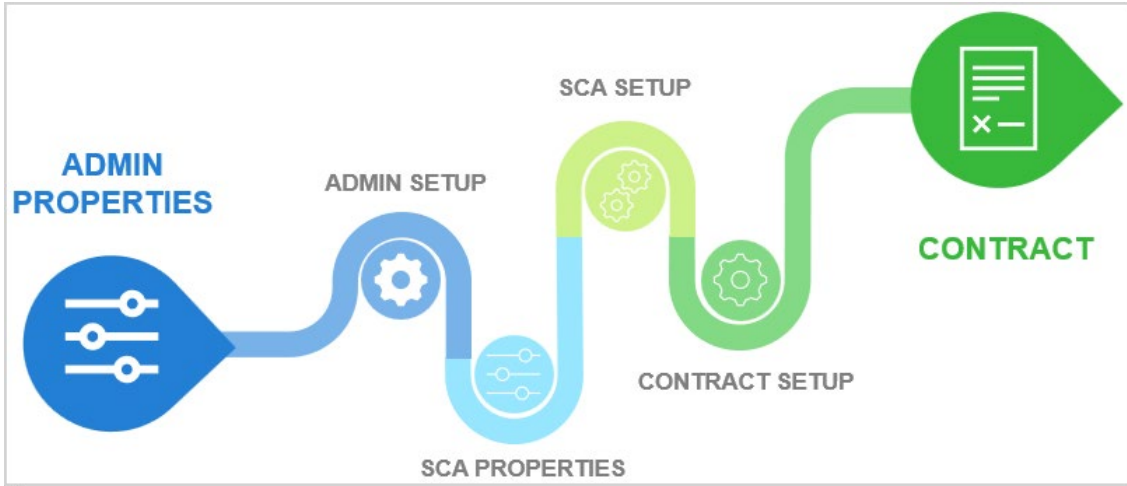 ADMIN
PROPERTIES
ADMIN SETUP
SCA PROPERTIES
SCA SETUP
CONTRACT SETUP
CONTRACT